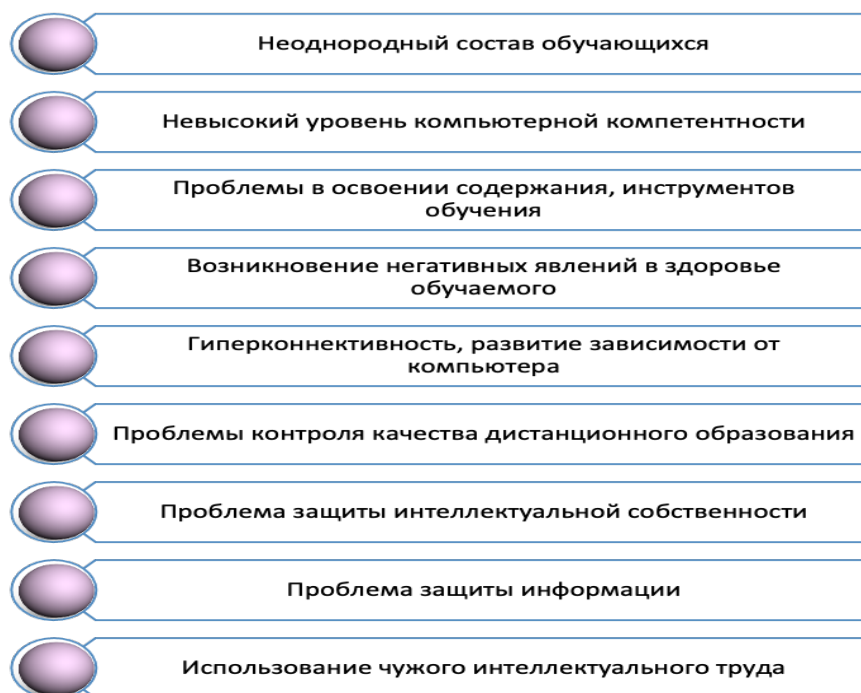 Неоднородный состав обучающихся
Невысокий уровень компьютерной компетентности
Проблемы в освоении содержания, инструментов
обучения
Возникновение негативных явлений в здоровье
обучаемого
Гиперконнективность, развитие зависимости от
компьютера
Проблемы контроля качества дистанционного образования
Проблема защиты интеллектуальной собственности
Проблема защиты информации
Использование чужого интеллектуального труда